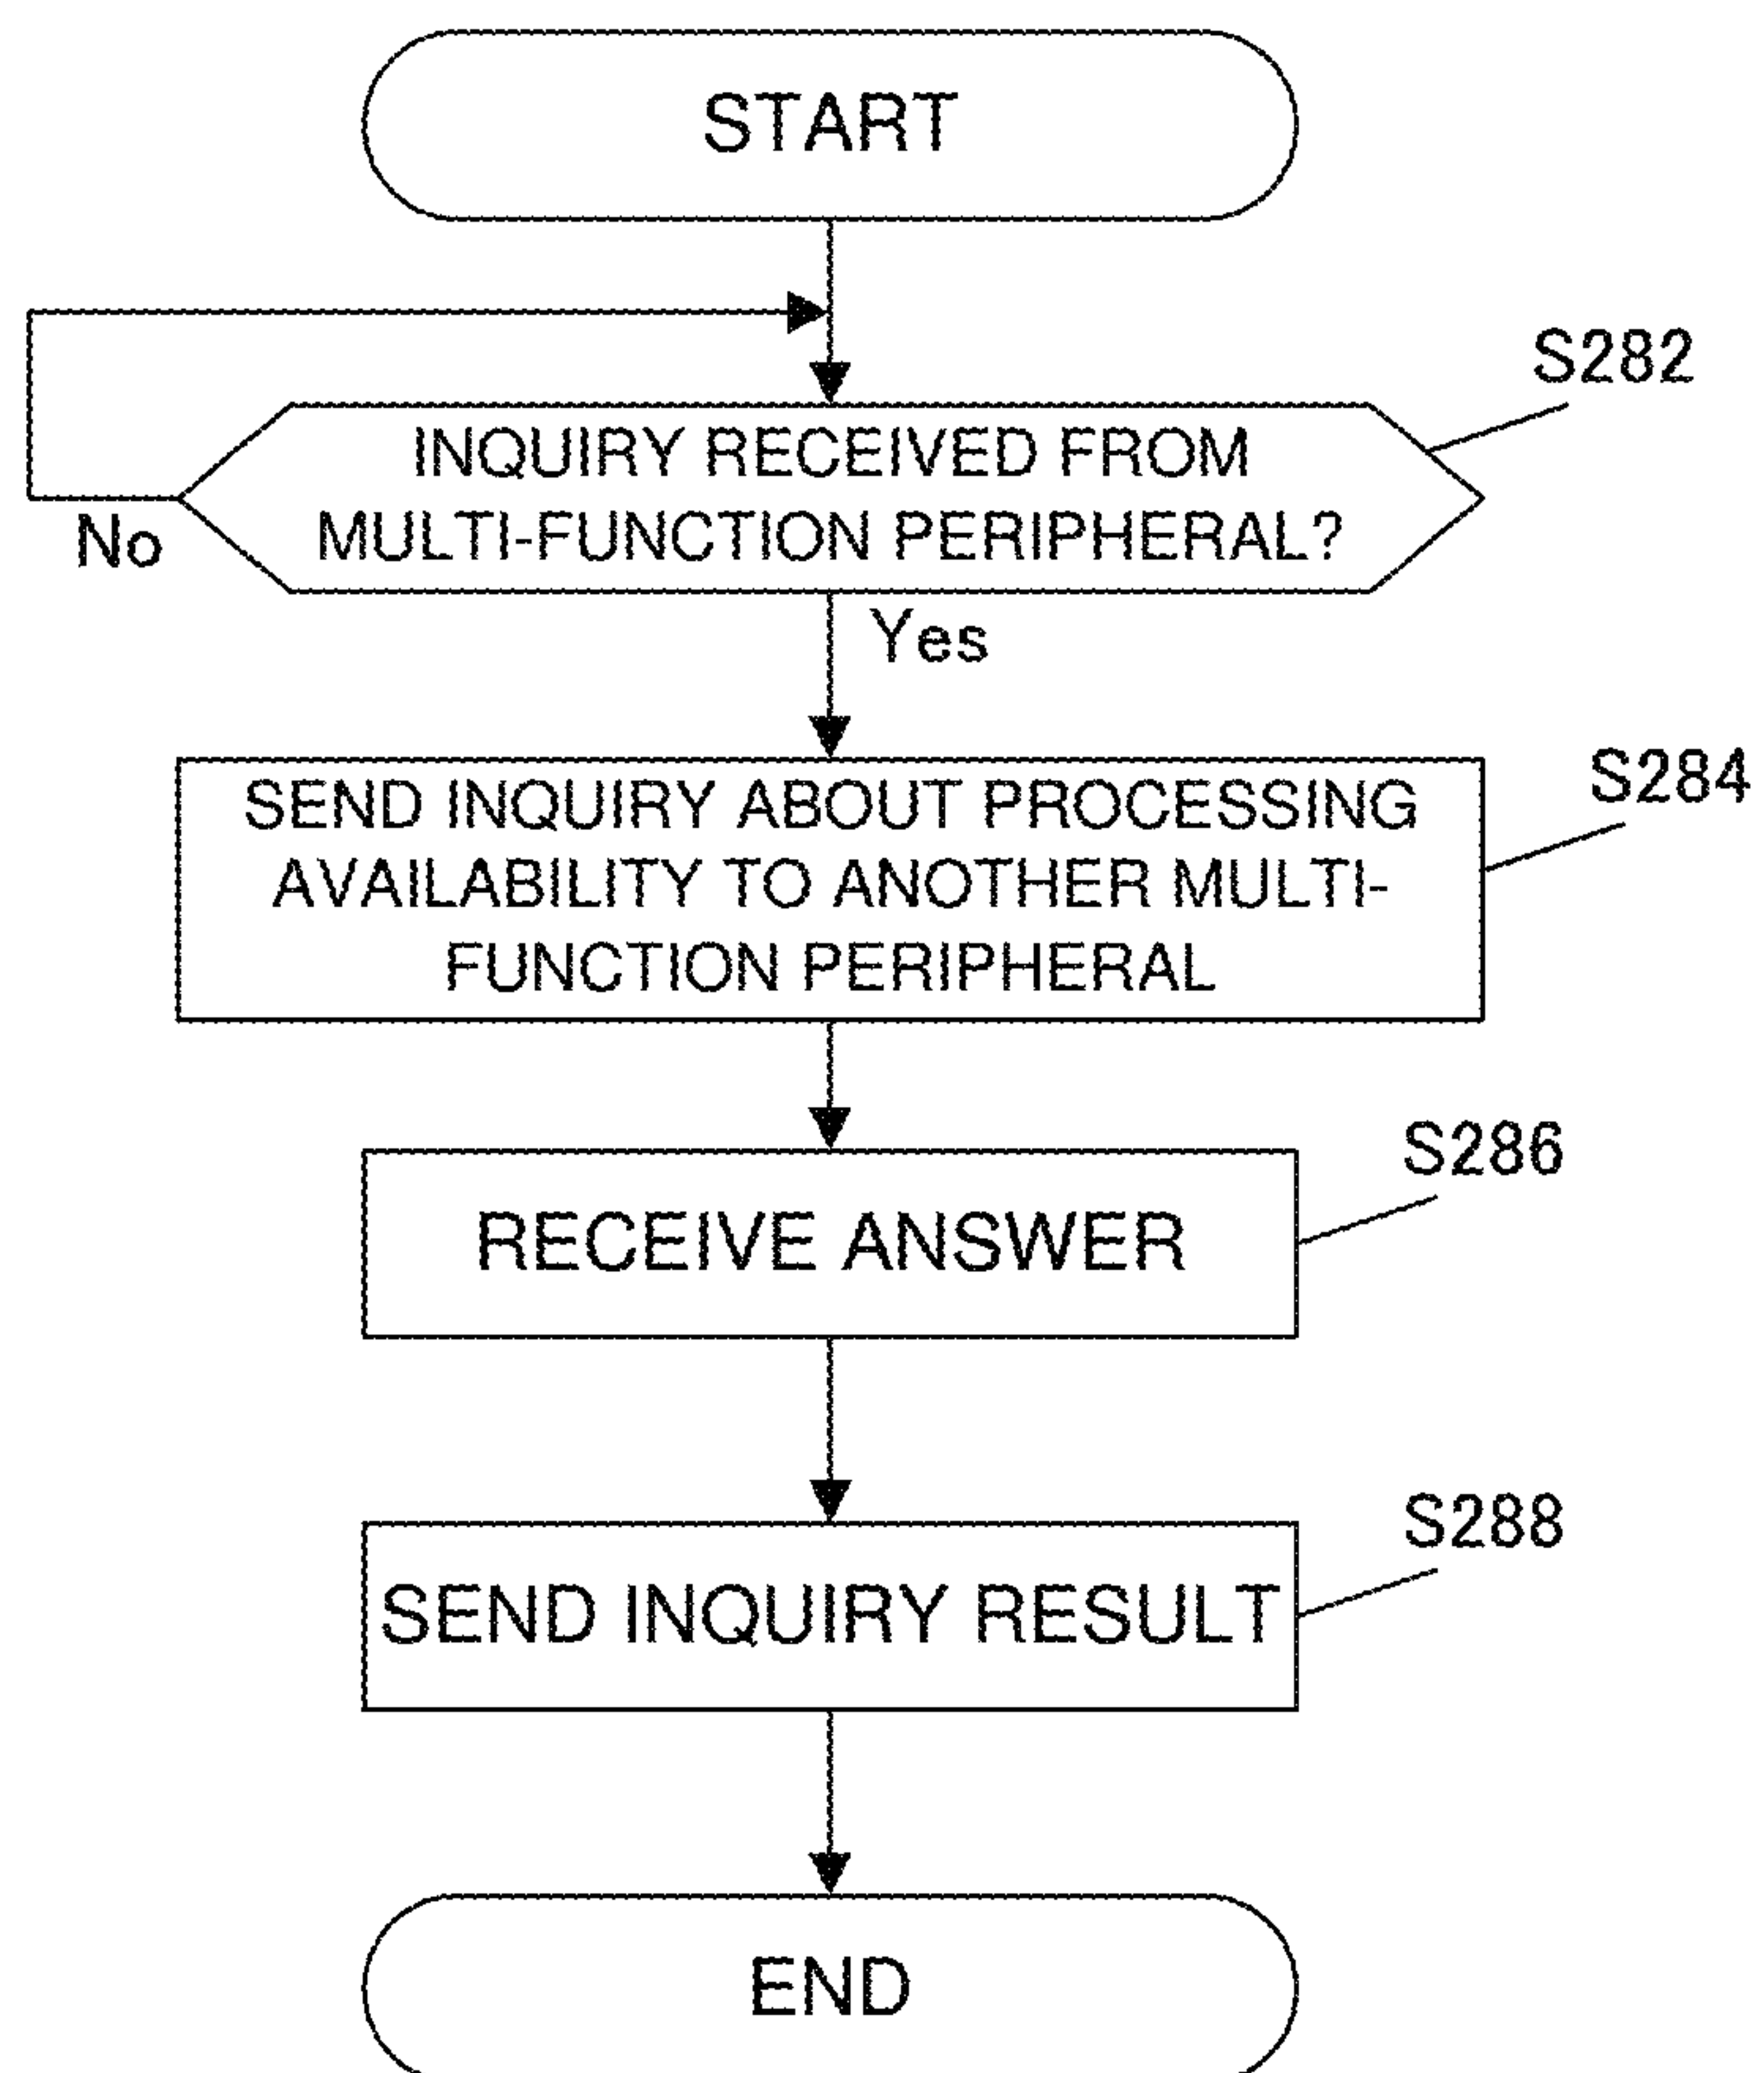 START
S282
INQUIRY RECEIVED FROM
MULTI-FUNCTION PERIPHERAL?
No
Yes
S284
SEND INQUIRY ABOUT PROCESSING
AVAILABILITY TO ANOTHER MULTI-
FUNCTION PERIPHERAL
S286
RECEIVE ANSWER
S288
SEND INQUIRY RESULT
END